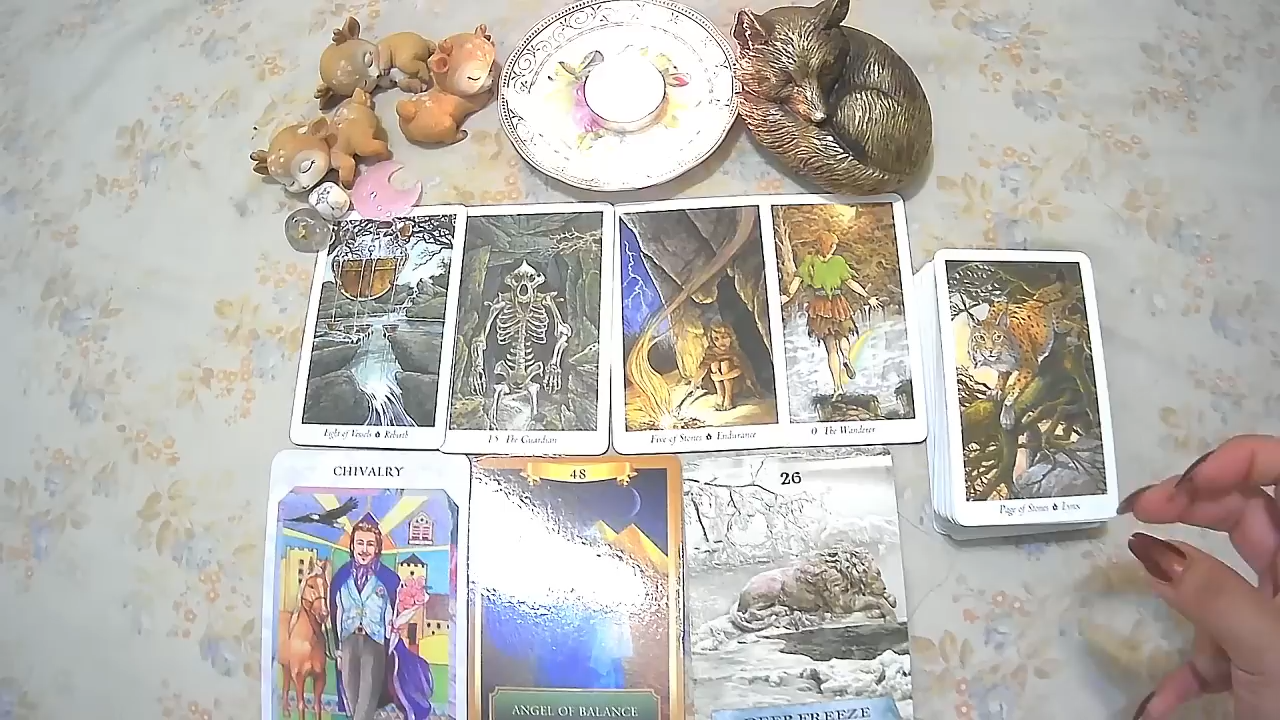 Eight of Vessels Rebirth
15 The Guardian
Five of Stones Endurance
0 The Wanderer
Page of Stones Lynx
CHIVALRY
48
ANGEL OF BALANCE
26
DEEP FREEZE